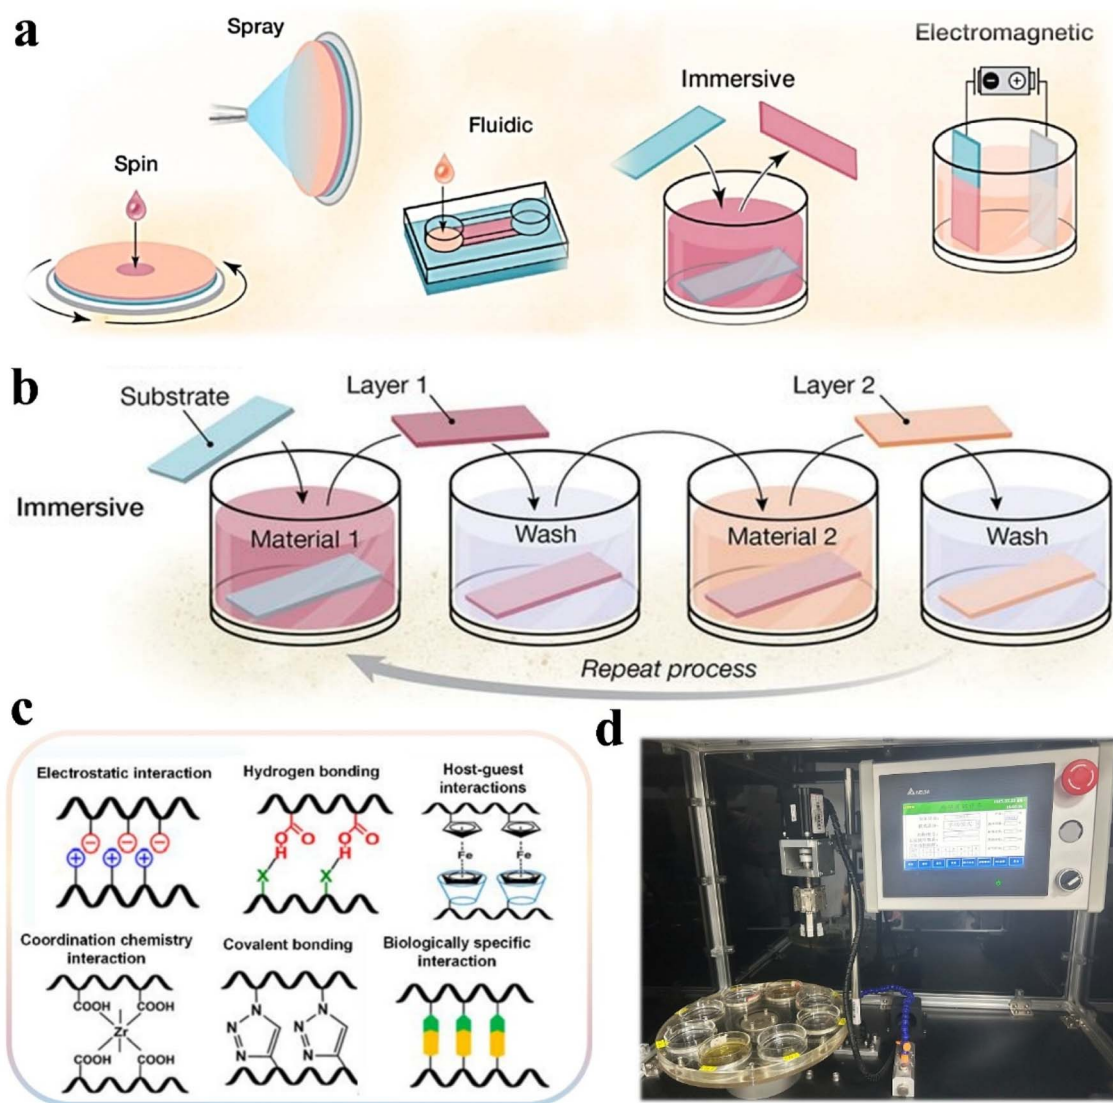 a
Spray
Electromagnetic
Immersive
Fluidic
Spin
b
Substrate
Layer 1
Layer 2
Immersive
Material 1
Wash
Material 2
Wash
Repeat process
c
Electrostatic interaction
Hydrogen bonding
Host-guest
interactions
O
O
O
O
H
H
X
X
Fe
Fe
Coordination chemistry
interaction
Covalent bonding
Biologically specific
interaction
COOH
COOH
Zr
COOH
COOH
N
N
N
N
N
N
d